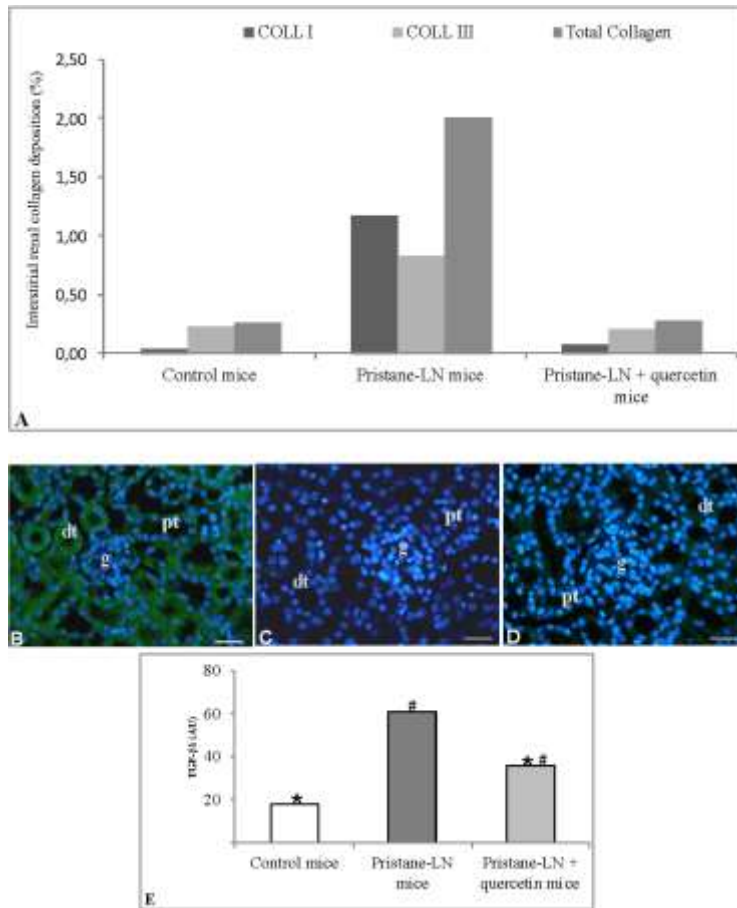 COLL I COLL III Total Collagen
Interstitial renal collagen deposition (%)
2,50
2,00
1,50
1,00
0,50
0,00
Control mice Pristane-LN mice Pristane-LN + quercetin
mice
A
dt pt g B
pt g dt C
dt g pt D
TGF-β1 (AU)
80
60
40
20
* # * #
Control mice Pristane-LN Pristane-LN +
mice quercetin mice
E